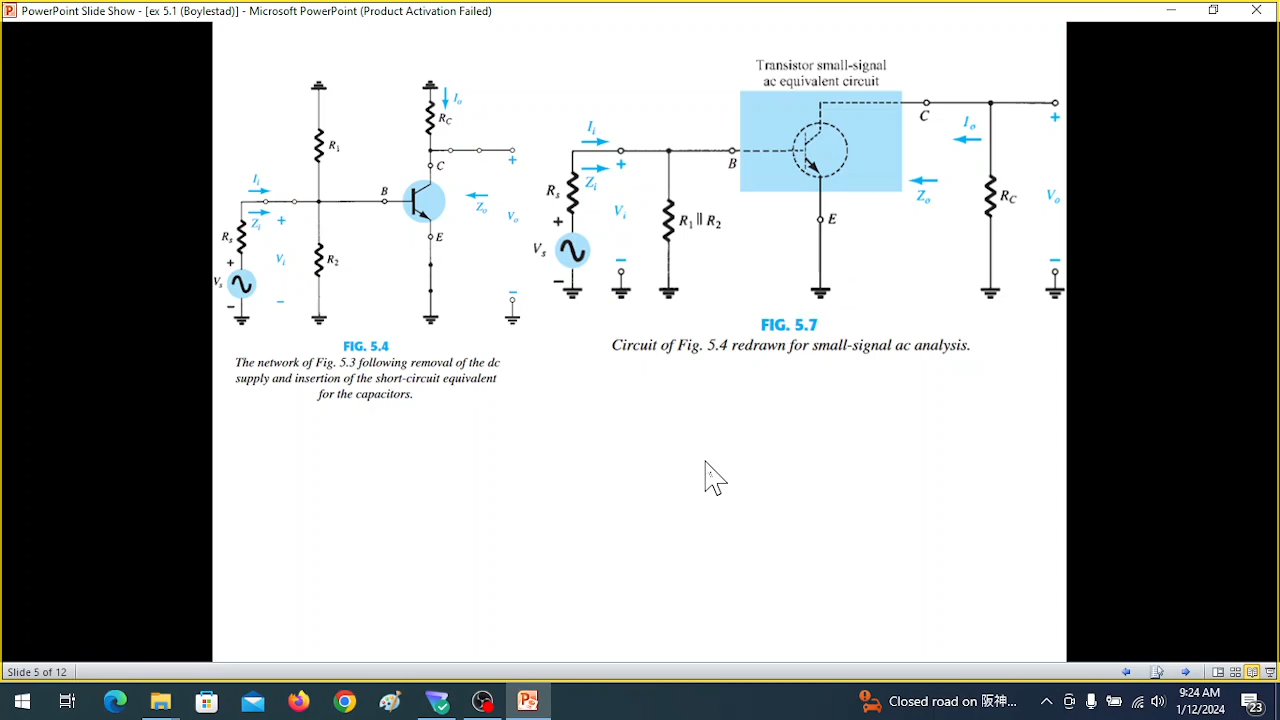 PowerPoint Slide Show - [ex 5.1 (Boylestad)] - Microsoft PowerPoint (Product Activation Failed)
Transistor small-signal
ac equivalent circuit
Io
RC
R1
C
Ii
B
Zi
+
Rs
+
Vi
Vs
−
−
R2
E
Zo
+
Vo
−
FIG. 5.4
The network of Fig. 5.3 following removal of the dc
supply and insertion of the short-circuit equivalent
for the capacitors.
Ii
+
Zi
Rs
+
Vi
Vs
−
−
R1 || R2
B
E
C
Io
Zo
RC
+
Vo
−
FIG. 5.7
Circuit of Fig. 5.4 redrawn for small-signal ac analysis.
Slide 5 of 12
Closed road on 阪神...
9:24 AM
1/12/2024
23